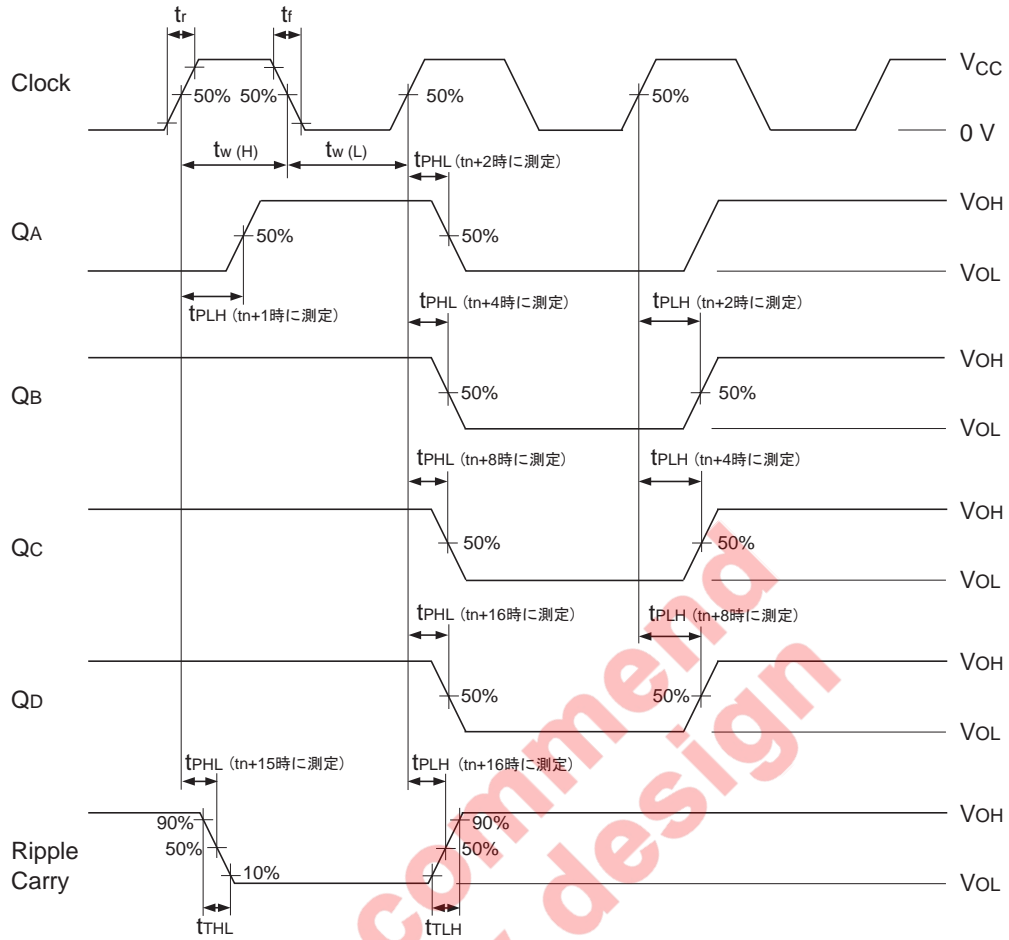 tr tf
Clock
VCC
50% 50% 50% 50%
0 V
tw (H) tw (L) tPHL (tn+2時に測定)
QA
VOH
50% 50%
VOL
tPLH (tn+1時に測定) tPHL (tn+4時に測定) tPLH (tn+2時に測定)
QB
VOH
50% 50%
VOL
tPHL (tn+8時に測定) tPLH (tn+4時に測定)
QC
VOH
50% 50%
VOL
tPHL (tn+16時に測定) tPLH (tn+8時に測定)
QD
VOH
50% 50%
VOL
tPHL (tn+15時に測定) tPLH (tn+16時に測定)
Ripple
Carry
90% 90%
VOH
50% 50%
10%
VOL
tTHL tTLH
commend
design